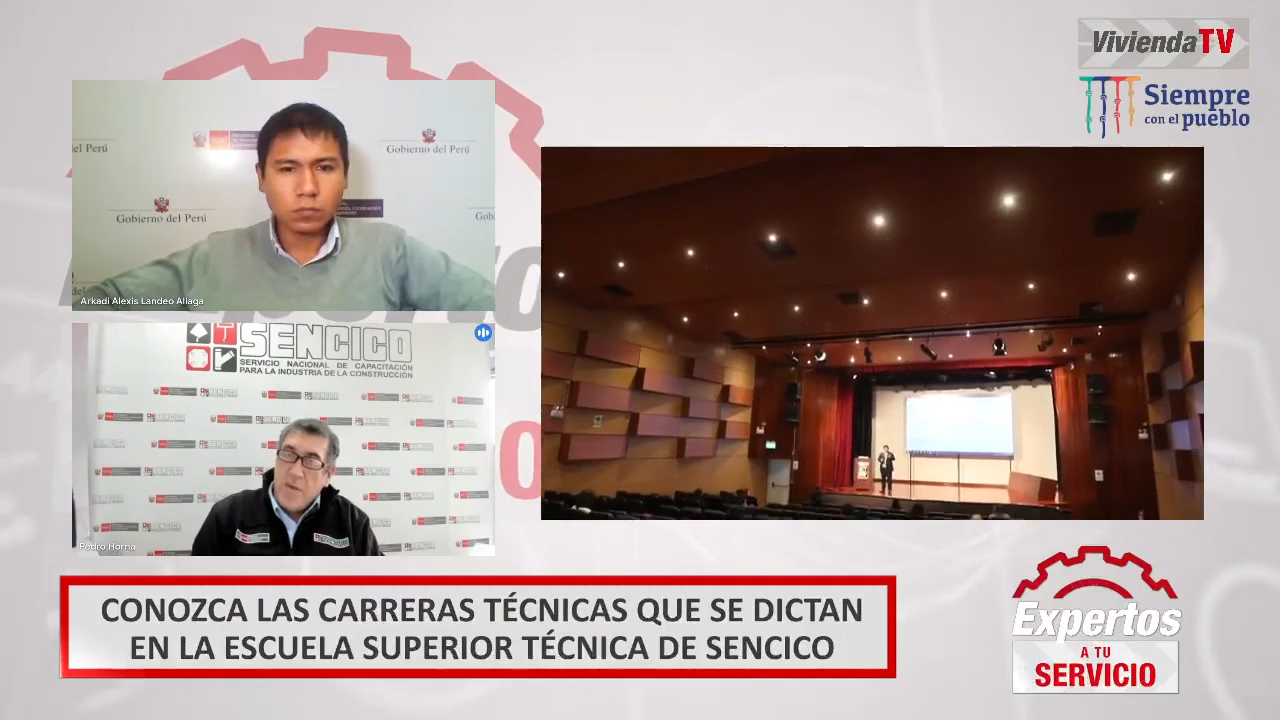 ViviendaTV
Siempre
con el pueblo
del Perú
Gobierno del Perú
Gobierno del Perú
Arkadi Alexis Landeo Aliaga
SENCICO
SERVICIO NACIONAL DE CAPACITACIÓN
PARA LA INDUSTRIA DE LA CONSTRUCCIÓN
Pedro Horna
CONOZCA LAS CARRERAS TÉCNICAS QUE SE DICTAN
EN LA ESCUELA SUPERIOR TÉCNICA DE SENCICO
Expertos
A TU
SERVICIO